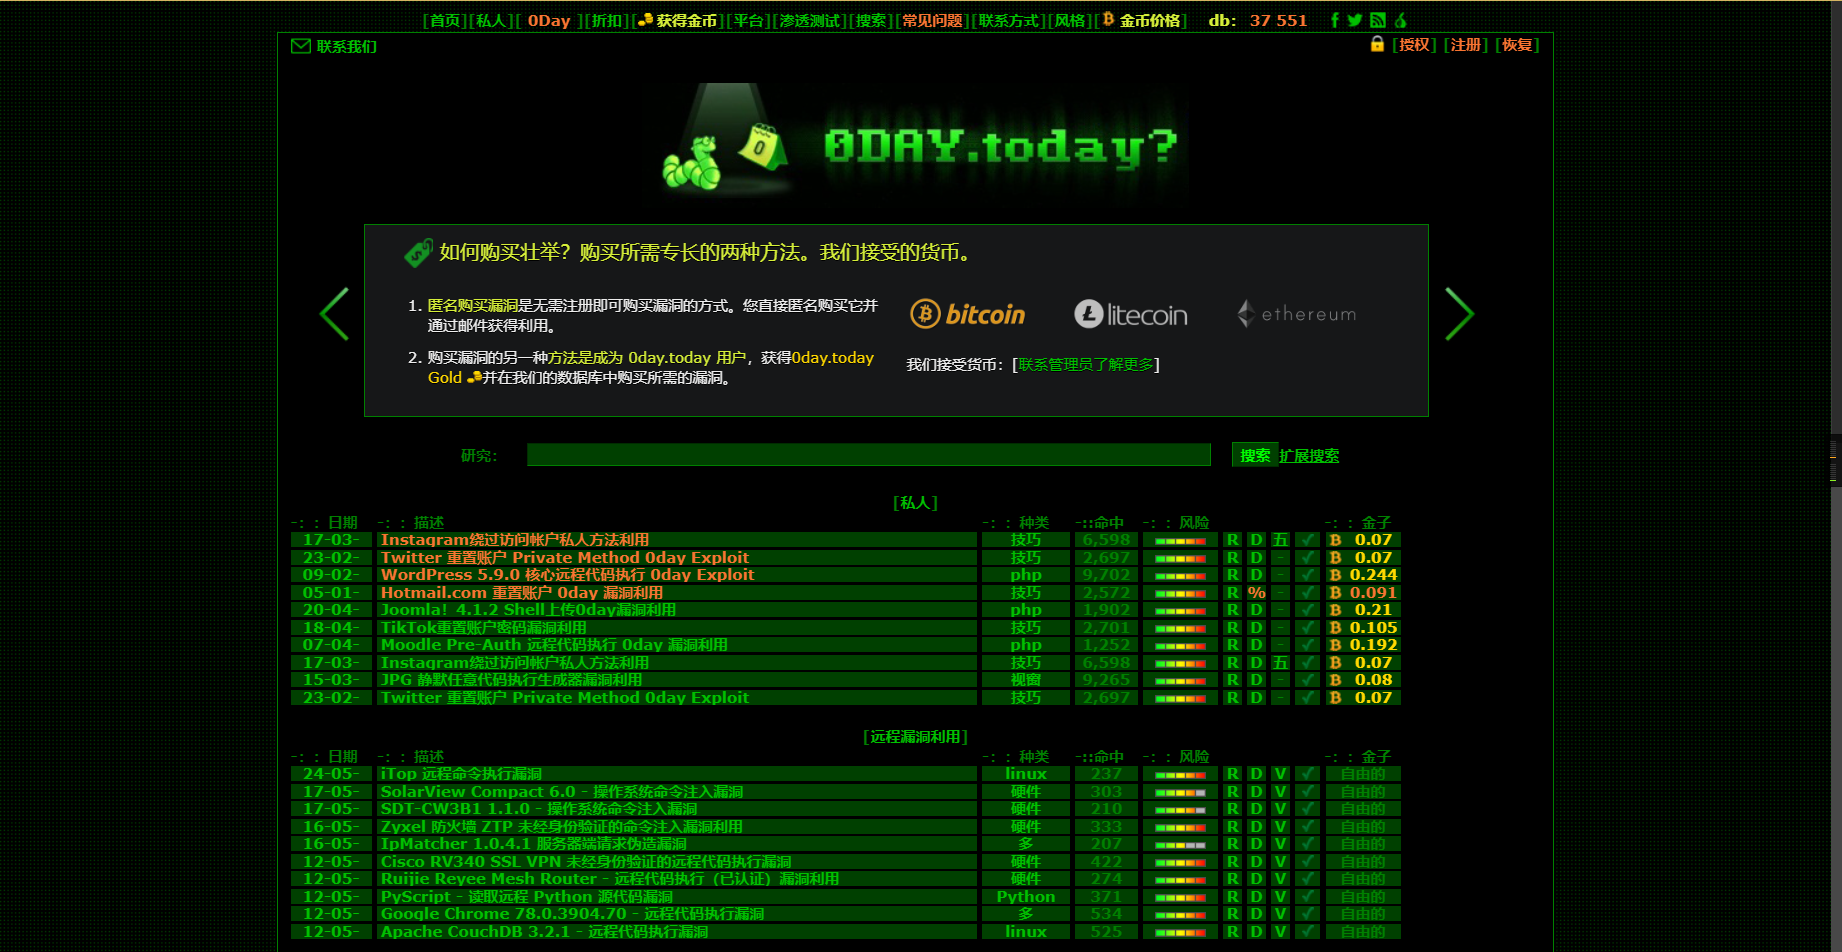 [首页][私人][ 0Day ][折扣][获得金币][平台][渗透测试][搜索][常见问题][联系方式][风格][金币价格] db: 37 551
联系我们 [授权] [注册] [恢复]
0
0DAY.today?
如何购买壮举？购买所需专长的两种方法。我们接受的货币。
1. 匿名购买漏洞是无需注册即可购买漏洞的方式。您直接匿名购买它并
通过邮件获得利用。
2. 购买漏洞的另一种方法是成为 0day.today 用户，获得0day.today
Gold 并在我们的数据库中购买所需的漏洞。
bitcoin litecoin ethereum
我们接受货币：[联系管理员了解更多]
研究： 搜索 扩展搜索
[私人]
-: : 日期 -: : 描述 -: : 种类 -::命中 -: : 风险 -: : 金子
17-03- Instagram绕过访问帐户私人方法利用 技巧 6,598 R D 五 ✓ 0.07
23-02- Twitter 重置账户 Private Method 0day Exploit 技巧 2,697 R D - ✓ 0.07
09-02- WordPress 5.9.0 核心远程代码执行 0day Exploit php 9,702 R D - ✓ 0.244
05-01- Hotmail.com 重置账户 0day 漏洞利用 技巧 2,572 R % - ✓ 0.091
20-04- Joomla! 4.1.2 Shell上传0day漏洞利用 php 1,902 R D - ✓ 0.21
18-04- TikTok重置账户密码漏洞利用 技巧 2,701 R D - ✓ 0.105
07-04- Moodle Pre-Auth 远程代码执行 0day 漏洞利用 php 1,252 R D - ✓ 0.192
17-03- Instagram绕过访问帐户私人方法利用 技巧 6,598 R D 五 ✓ 0.07
15-03- JPG 静默任意代码执行生成器漏洞利用 视窗 9,265 R D - ✓ 0.08
23-02- Twitter 重置账户 Private Method 0day Exploit 技巧 2,697 R D - ✓ 0.07
[远程漏洞利用]
-: : 日期 -: : 描述 -: : 种类 -::命中 -: : 风险 -: : 金子
24-05- iTop 远程命令执行漏洞 linux 237 R D V ✓ 自由的
17-05- SolarView Compact 6.0 - 操作系统命令注入漏洞 硬件 303 R D V ✓ 自由的
17-05- SDT-CW3B1 1.1.0 - 操作系统命令注入漏洞 硬件 210 R D V ✓ 自由的
16-05- Zyxel 防火墙 ZTP 未经身份验证的命令注入漏洞利用 硬件 333 R D V ✓ 自由的
16-05- IpMatcher 1.0.4.1 服务器端请求伪造漏洞 多 207 R D V ✓ 自由的
12-05- Cisco RV340 SSL VPN 未经身份验证的远程代码执行漏洞 硬件 422 R D V ✓ 自由的
12-05- Ruijie Reyee Mesh Router - 远程代码执行（已认证）漏洞利用 硬件 274 R D V ✓ 自由的
12-05- PyScript - 读取远程 Python 源代码漏洞 Python 371 R D V ✓ 自由的
12-05- Google Chrome 78.0.3904.70 - 远程代码执行漏洞 多 534 R D V ✓ 自由的
12-05- Apache CouchDB 3.2.1 - 远程代码执行漏洞 linux 525 R D V ✓ 自由的